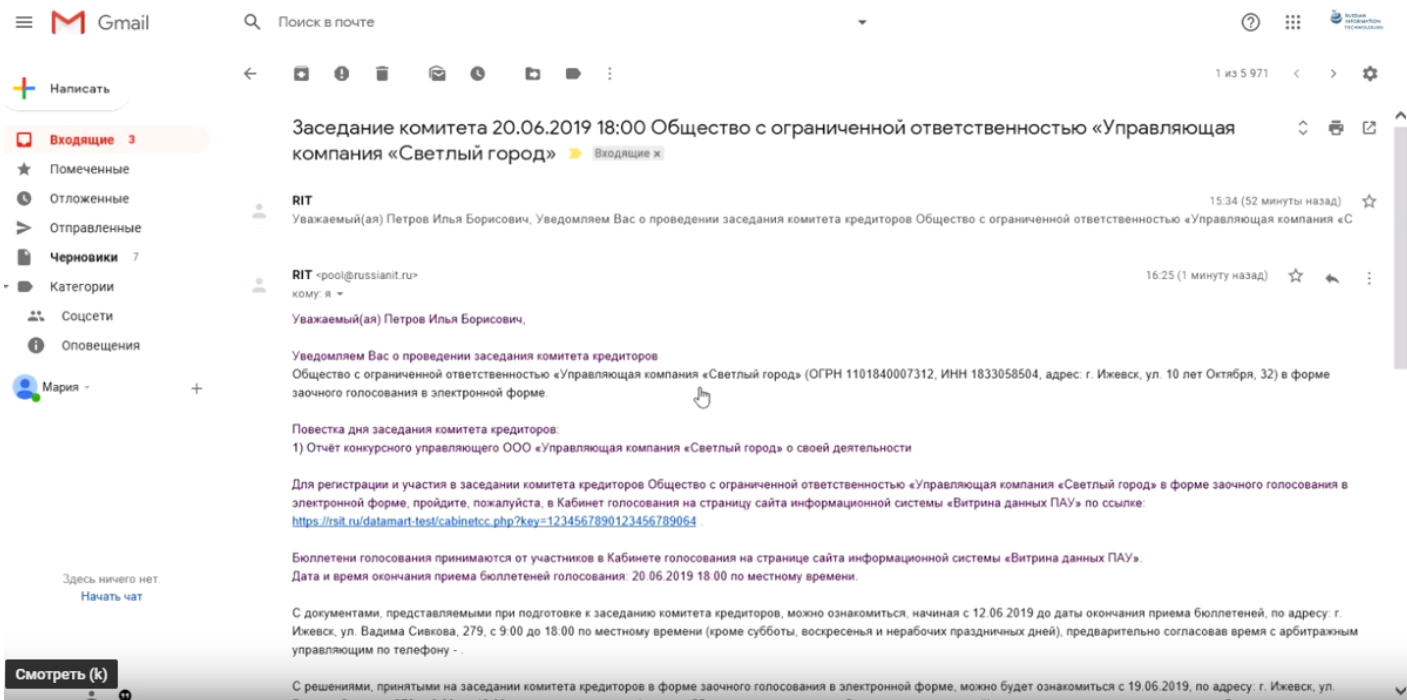 Gmail
Поиск в почте
RUSSIAN
INFORMATION
TECHNOLOGIES
Написать
1 из 5 971
Входящие 3
Помеченные
Отложенные
Отправленные
Черновики 7
Категории
Соцсети
Оповещения
Мария
Здесь ничего нет.
Начать чат
Смотреть (k)
Заседание комитета 20.06.2019 18:00 Общество с ограниченной ответственностью «Управляющая
компания «Светлый город» Входящие x
RIT 15:34 (52 минуты назад)
Уважаемый(ая) Петров Илья Борисович, Уведомляем Вас о проведении заседания комитета кредиторов Общество с ограниченной ответственностью «Управляющая компания «С
RIT <pool@russianit.ru> 16:25 (1 минуту назад)
кому: я
Уважаемый(ая) Петров Илья Борисович,
Уведомляем Вас о проведении заседания комитета кредиторов
Общество с ограниченной ответственностью «Управляющая компания «Светлый город» (ОГРН 1101840007312, ИНН 1833058504, адрес: г. Ижевск, ул. 10 лет Октября, 32) в форме
заочного голосования в электронной форме.
Повестка дня заседания комитета кредиторов:
1) Отчёт конкурсного управляющего ООО «Управляющая компания «Светлый город» о своей деятельности
Для регистрации и участия в заседании комитета кредиторов Общество с ограниченной ответственностью «Управляющая компания «Светлый город» в форме заочного голосования в
электронной форме, пройдите, пожалуйста, в Кабинет голосования на страницу сайта информационной системы «Витрина данных ПАУ» по ссылке:
https://rsit.ru/datamart-test/cabinetcc.php?key=1234567890123456789064 .
Бюллетени голосования принимаются от участников в Кабинете голосования на странице сайта информационной системы «Витрина данных ПАУ».
Дата и время окончания приема бюллетеней голосования: 20.06.2019 18.00 по местному времени.
С документами, представляемыми при подготовке к заседанию комитета кредиторов, можно ознакомиться, начиная с 12.06.2019 до даты окончания приема бюллетеней, по адресу: г.
Ижевск, ул. Вадима Сивкова, 279, с 9:00 до 18:00 по местному времени (кроме субботы, воскресенья и нерабочих праздничных дней), предварительно согласовав время с арбитражным
управляющим по телефону - .
С решениями, принятыми на заседании комитета кредиторов в форме заочного голосования в электронной форме, можно будет ознакомиться с 19.06.2019, по адресу: г. Ижевск, ул.